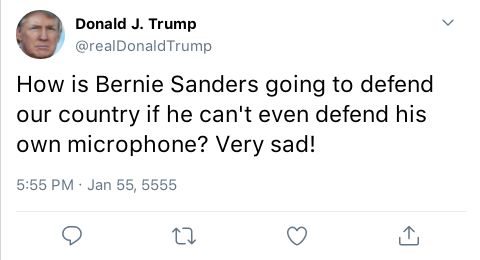 Donald J. Trump
@realDonaldTrump
How is Bernie Sanders going to defend
our country if he can't even defend his
own microphone? Very sad!
5:55 PM · Jan 55, 5555